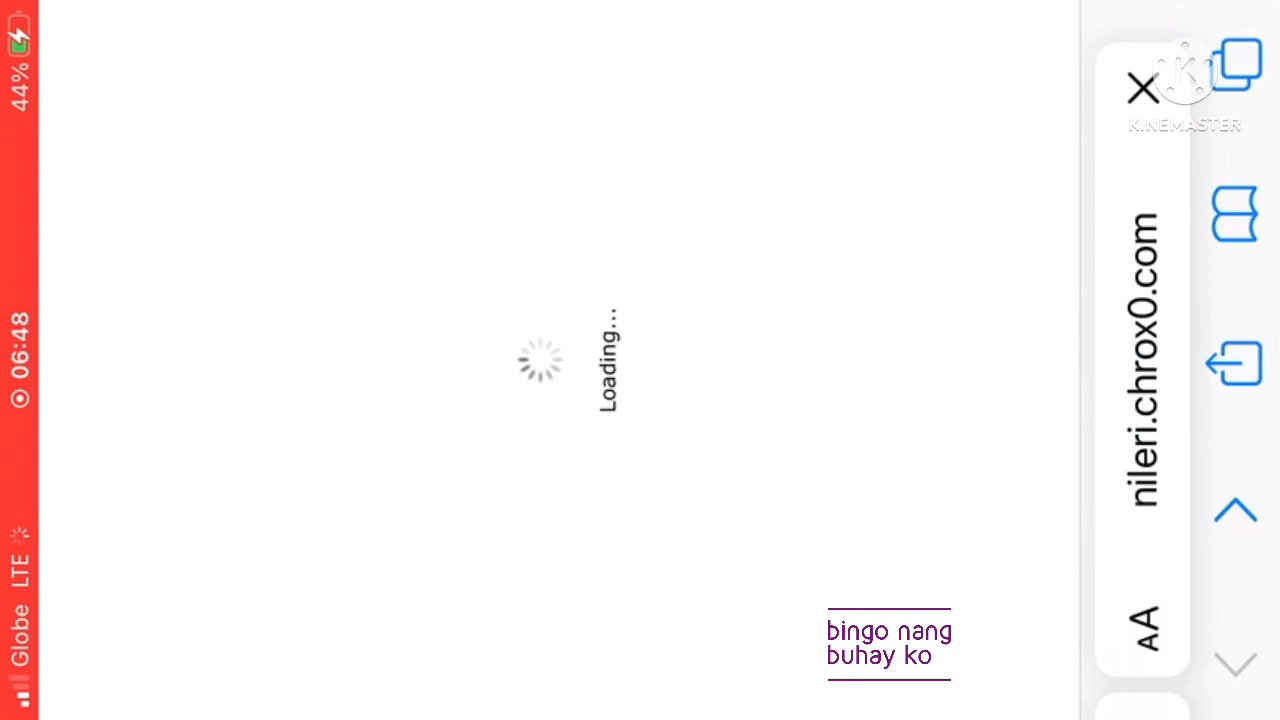 Globe LTE
06:48
44%
Loading...
AA nileri.chrox0.com
KINEMASTER
bingo nang
buhay ko